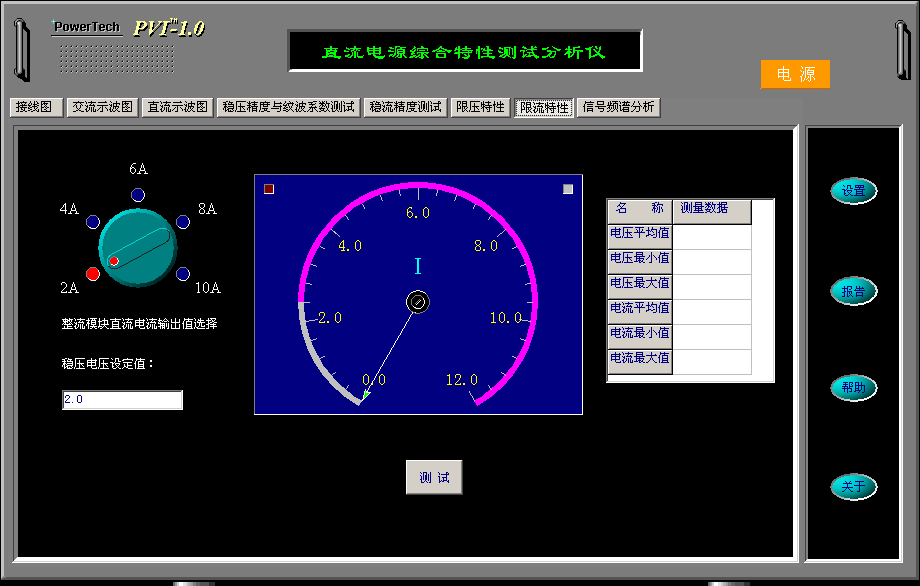 PowerTech PVI™-1.0
直流电源综合特性测试分析仪
电 源
接线图 交流示波图 直流示波图 稳压精度与纹波系数测试 稳流精度测试 限压特性 限流特性 信号频谱分析
6A
4A 8A
2A 10A
整流模块直流电流输出值选择
稳压电压设定值：
2.0
6.0
4.0 8.0
I
2.0 10.0
0.0 12.0
名 称 测量数据
电压平均值
电压最小值
电压最大值
电流平均值
电流最小值
电流最大值
测 试
设置
报告
帮助
关于